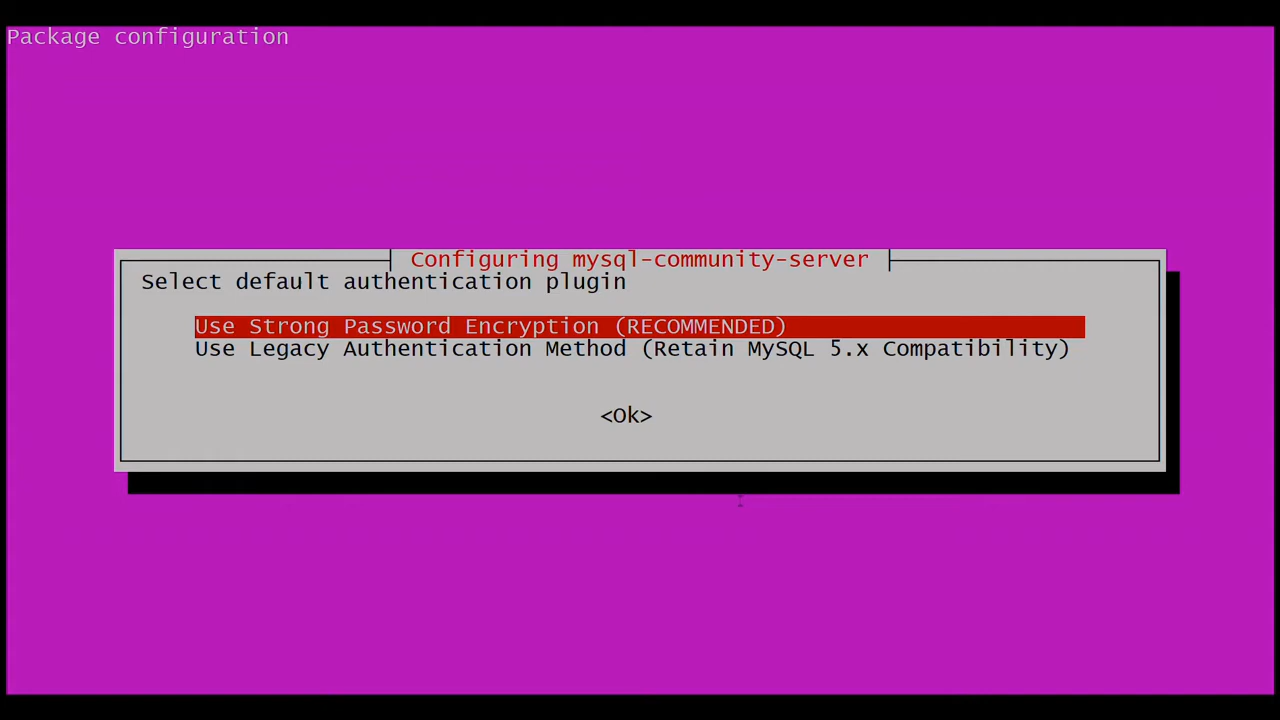 Package configuration
Configuring mysql-community-server
Select default authentication plugin
Use Strong Password Encryption (RECOMMENDED)
Use Legacy Authentication Method (Retain MySQL 5.x Compatibility)
<Ok>